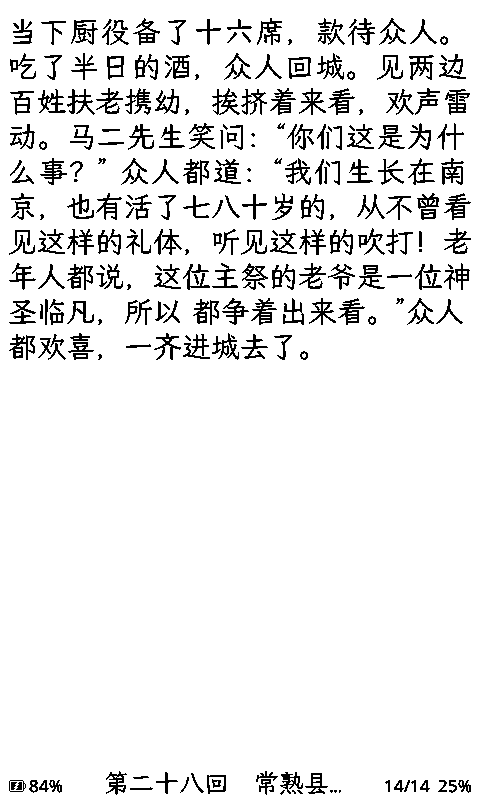 当下厨役备了十六席，款待众人。
吃了半日的酒，众人回城。见两边
百姓扶老携幼，挨挤着来看，欢声雷
动。马二先生笑问：“你们这是为什
么事？”众人都道：“我们生长在南
京，也有活了七八十岁的，从不曾看
见这样的礼体，听见这样的吹打！老
年人都说，这位主祭的老爷是一位神
圣临凡，所以 都争着出来看。”众人
都欢喜，一齐进城去了。
84% 第二十八回　常熟县... 14/14 25%